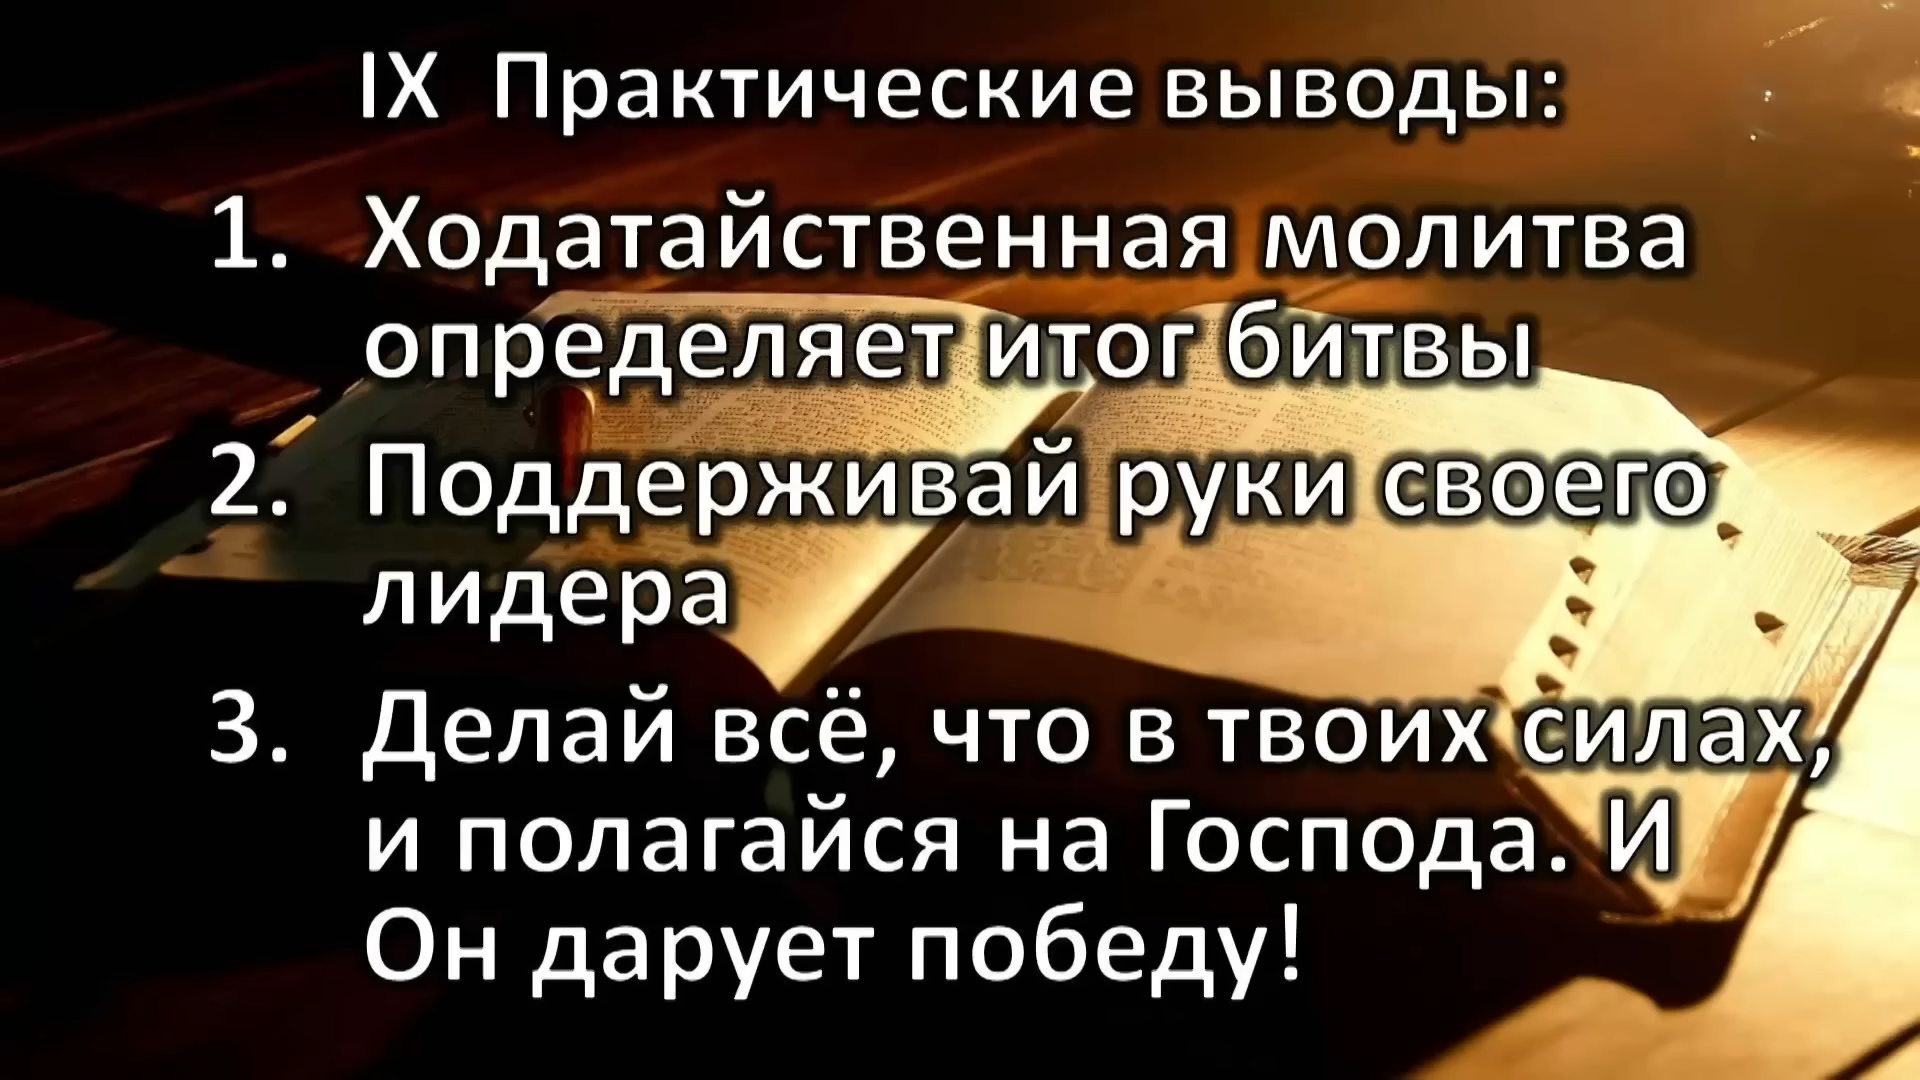 IX Практические выводы:
1. Ходатайственная молитва
определяет итог битвы
2. Поддерживай руки своего
лидера
3. Делай всё, что в твоих силах,
и полагайся на Господа. И
Он дарует победу!